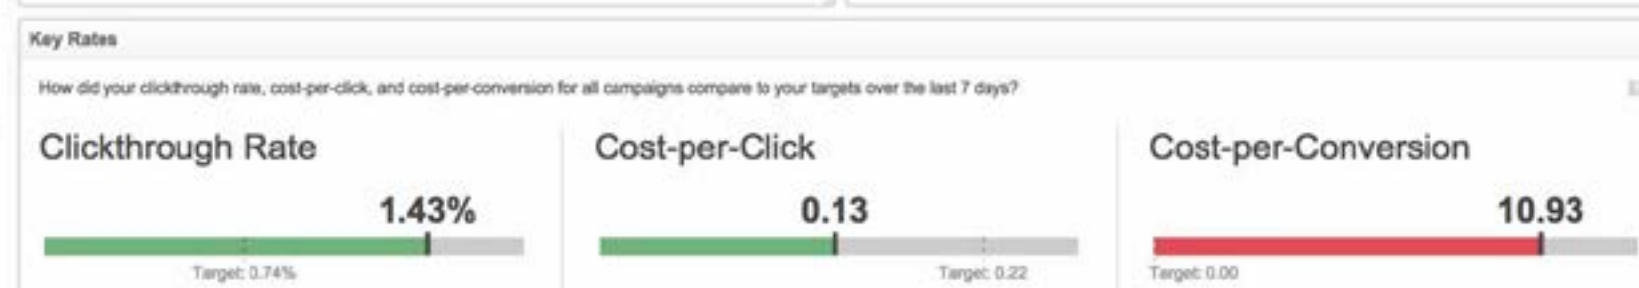 Key Rates
How did your clickthrough rate, cost-per-click, and cost-per-conversion for all campaigns compare to your targets over the last 7 days?
Clickthrough Rate
1.43%
Target: 0.74%
Cost-per-Click
0.13
Target: 0.22
Cost-per-Conversion
10.93
Target: 0.00